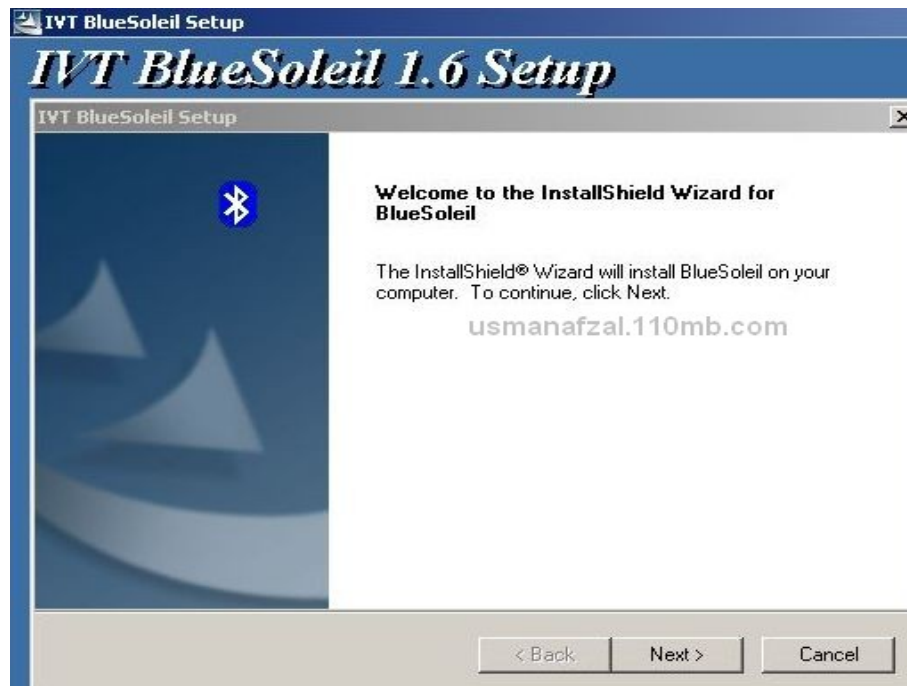 IVT BlueSoleil Setup
IVT BlueSoleil 1.6 Setup
IVT BlueSoleil Setup
Welcome to the InstallShield Wizard for
BlueSoleil
The InstallShield® Wizard will install BlueSoleil on your
computer. To continue, click Next.
usmanafzal.110mb.com
< Back Next > Cancel